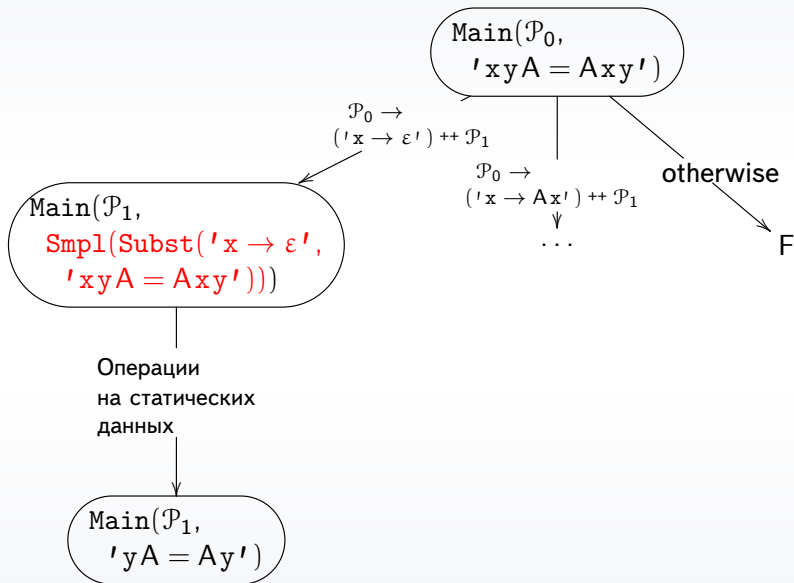 Main(𝒫₀,
'xyA = Axy')
𝒫₀ →
('x → ε') ++ 𝒫₁
𝒫₀ →
('x → Ax') ++ 𝒫₁
otherwise
Main(𝒫₁,
Smpl(Subst('x → ε',
'xyA = Axy')))
...
F
Операции
на статических
данных
Main(𝒫₁,
'yA = Ay')